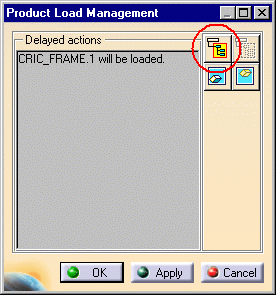 Product Load Management
Delayed actions
CRIC_FRAME.1 will be loaded.
OK
Apply
Cancel